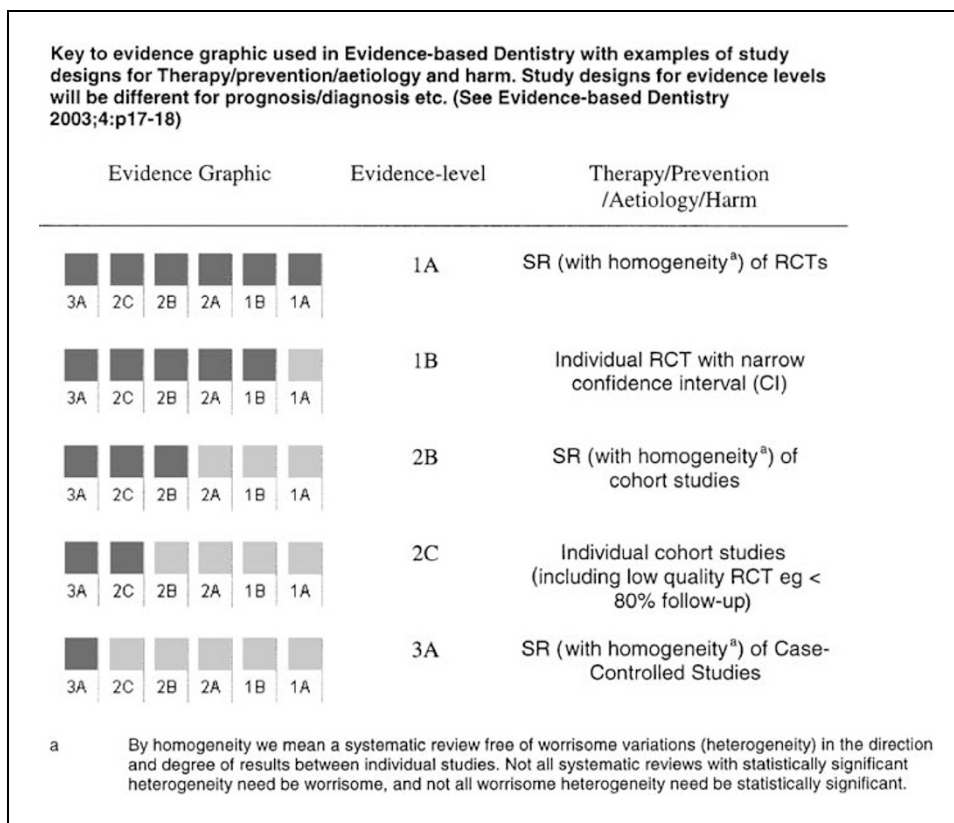 Key to evidence graphic used in Evidence-based Dentistry with examples of study
designs for Therapy/prevention/aetiology and harm. Study designs for evidence levels
will be different for prognosis/diagnosis etc. (See Evidence-based Dentistry
2003;4:p17-18)
Evidence Graphic Evidence-level Therapy/Prevention
/Aetiology/Harm
1A SR (with homogeneityᵃ) of RCTs
3A 2C 2B 2A 1B 1A
1B Individual RCT with narrow
confidence interval (CI)
3A 2C 2B 2A 1B 1A
2B SR (with homogeneityᵃ) of
cohort studies
3A 2C 2B 2A 1B 1A
2C Individual cohort studies
(including low quality RCT eg <
80% follow-up)
3A 2C 2B 2A 1B 1A
3A SR (with homogeneityᵃ) of Case-
Controlled Studies
3A 2C 2B 2A 1B 1A
a By homogeneity we mean a systematic review free of worrisome variations (heterogeneity) in the direction
and degree of results between individual studies. Not all systematic reviews with statistically significant
heterogeneity need be worrisome, and not all worrisome heterogeneity need be statistically significant.